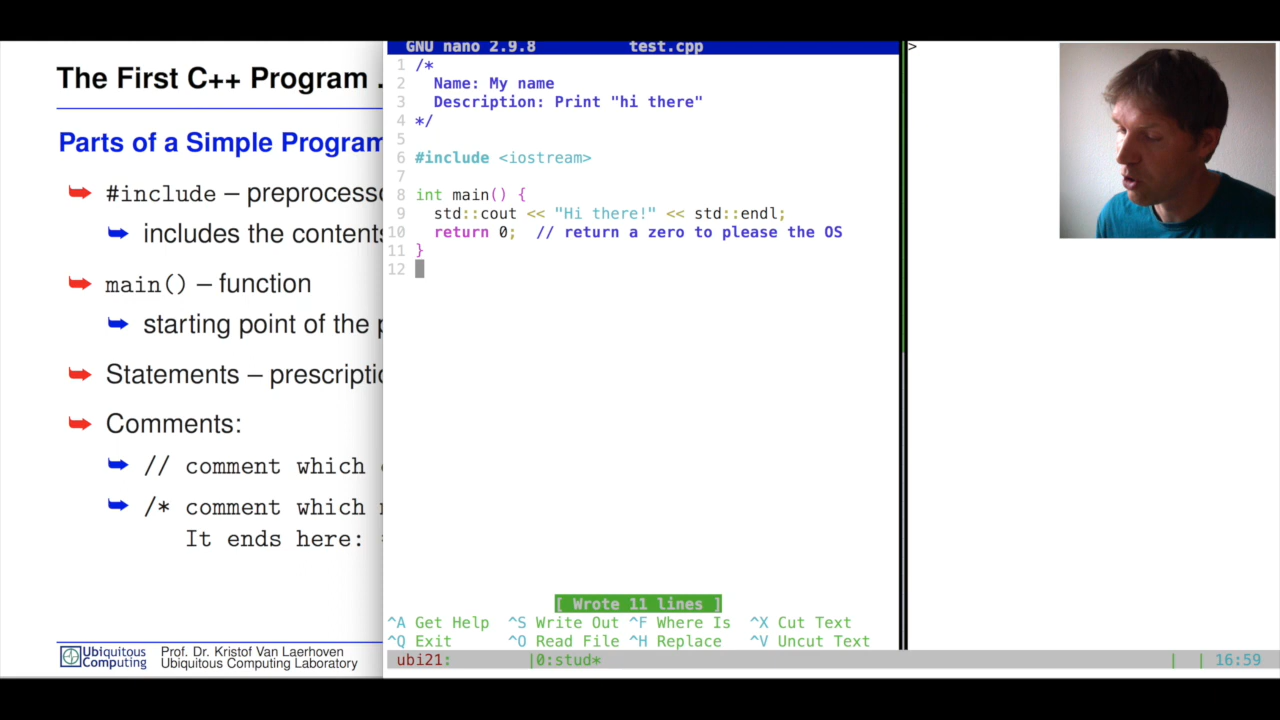 The First C++ Program .
Parts of a Simple Program
#include – preprocesso
includes the contents
main() – function
starting point of the p
Statements – prescriptio
Comments:
// comment which
/* comment which
It ends here:
Ubiquitous
Computing
Prof. Dr. Kristof Van Laerhoven
Ubiquitous Computing Laboratory
GNU nano 2.9.8 test.cpp
1 /*
2 Name: My name
3 Description: Print "hi there"
4 */
5
6 #include <iostream>
7
8 int main() {
9 std::cout << "Hi there!" << std::endl;
10 return 0; // return a zero to please the OS
11 }
12
[ Wrote 11 lines ]
^A Get Help ^S Write Out ^F Where Is ^X Cut Text
^Q Exit ^O Read File ^H Replace ^V Uncut Text
ubi21: |0:stud* | | 16:59
>